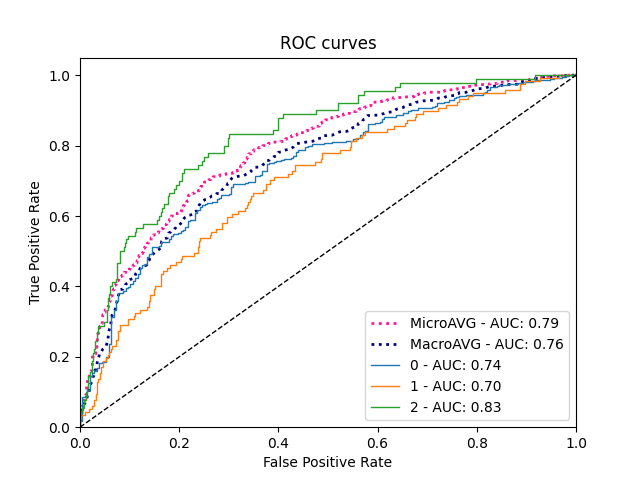 ROC curves
True Positive Rate
1.0
0.8
0.6
0.4
0.2
0.0
MicroAVG - AUC: 0.79
MacroAVG - AUC: 0.76
0 - AUC: 0.74
1 - AUC: 0.70
2 - AUC: 0.83
0.0 0.2 0.4 0.6 0.8 1.0
False Positive Rate